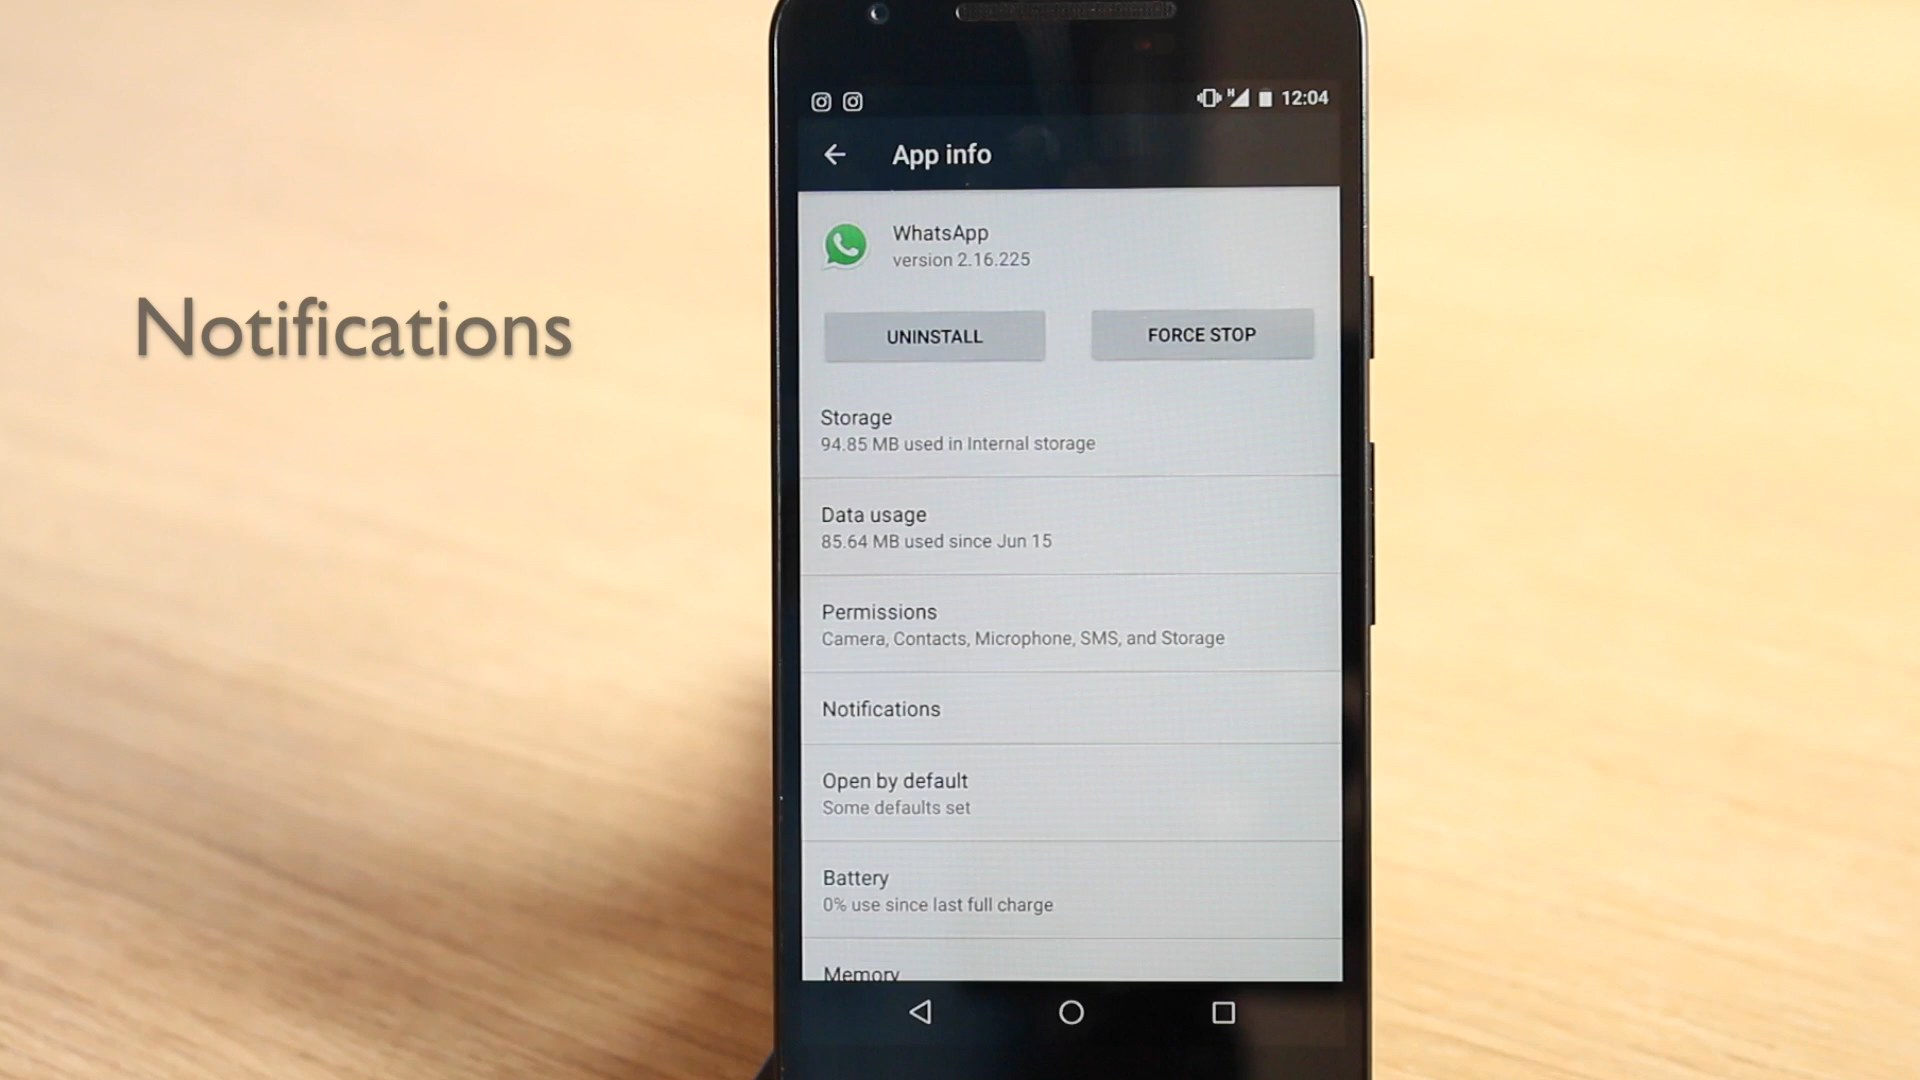 Notifications
H 12:04
App info
WhatsApp
version 2.16.225
UNINSTALL
FORCE STOP
Storage
94.85 MB used in Internal storage
Data usage
85.64 MB used since Jun 15
Permissions
Camera, Contacts, Microphone, SMS, and Storage
Notifications
Open by default
Some defaults set
Battery
0% use since last full charge
Memory